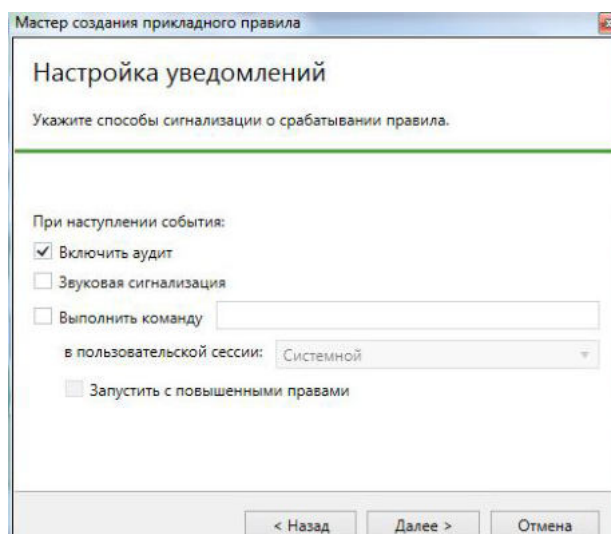 Мастер создания прикладного правила
Настройка уведомлений
Укажите способы сигнализации о срабатывании правила.
При наступлении события:
Включить аудит
Звуковая сигнализация
Выполнить команду
в пользовательской сессии: Системной
Запустить с повышенными правами
< Назад Далее > Отмена